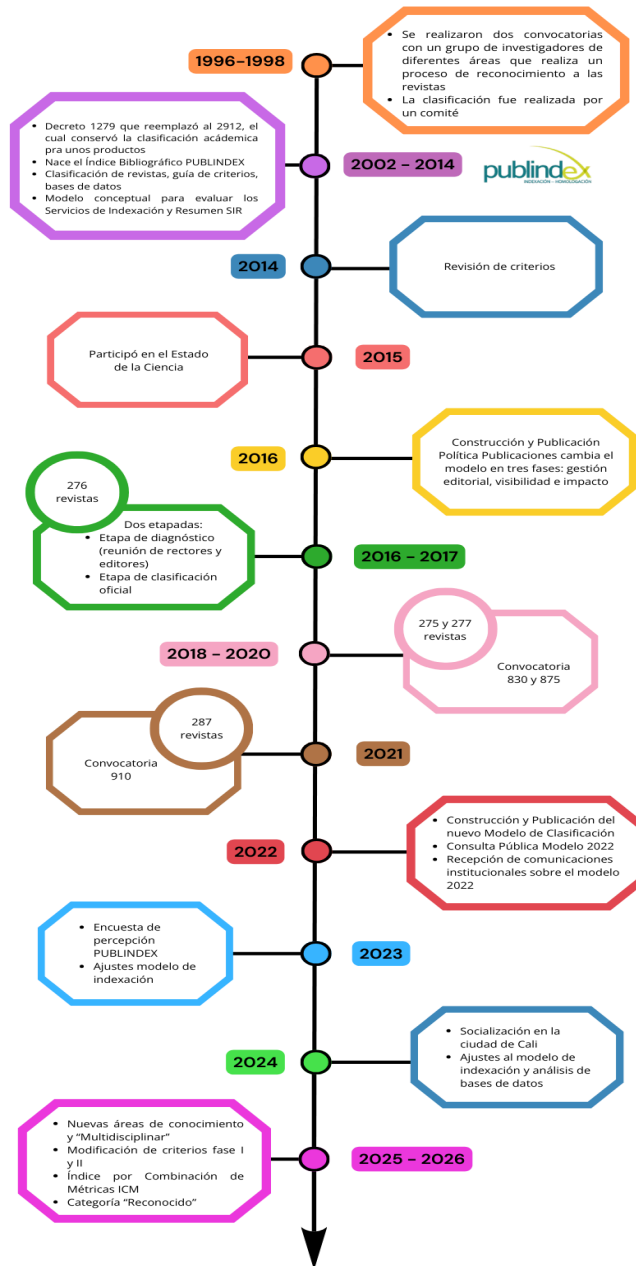 1996–1998
• Se realizaron dos convocatorias
con un grupo de investigadores de
diferentes áreas que realiza un
proceso de reconocimiento a las
revistas
• La clasificación fue realizada por
un comité
• Decreto 1279 que reemplazó al 2912, el
cual conservó la clasificación acádemica
pra unos productos
• Nace el Índice Bibliográfico PUBLINDEX
• Clasificación de revistas, guía de criterios,
bases de datos
• Modelo conceptual para evaluar los
Servicios de Indexación y Resumen SIR
2002 – 2014
publindex
INDEXACIÓN - HOMOLOGACIÓN
2014
Revisión de criterios
Participó en el Estado
de la Ciencia
2015
2016
Construcción y Publicación
Política Publicaciones cambia el
modelo en tres fases: gestión
editorial, visibilidad e impacto
276
revistas
Dos etapadas:
• Etapa de diagnóstico
(reunión de rectores y
editores)
• Etapa de clasificación
oficial
2016 – 2017
2018 – 2020
275 y 277
revistas
Convocatoria
830 y 875
287
revistas
Convocatoria
910
2021
2022
• Construcción y Publicación del
nuevo Modelo de Clasificación
• Consulta Pública Modelo 2022
• Recepción de comunicaciones
institucionales sobre el modelo
2022
• Encuesta de
percepción
PUBLINDEX
• Ajustes modelo de
indexación
2023
2024
• Socialización en la
ciudad de Cali
• Ajustes al modelo de
indexación y análisis de
bases de datos
• Nuevas áreas de conocimiento
y “Multidisciplinar”
• Modificación de criterios fase I
y II
• Índice por Combinación de
Métricas ICM
• Categoría “Reconocido”
2025 – 2026